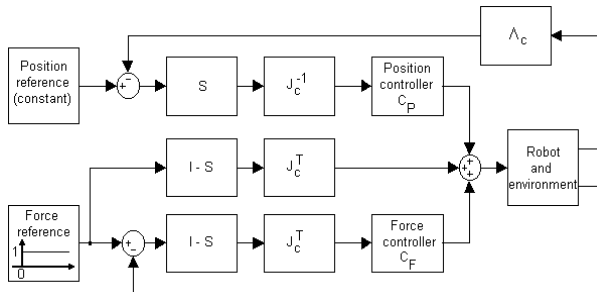 Λc
Position
reference
(constant)
+
-
S
Jc-1
Position
controller
CP
I - S
JcT
+
+
+
Robot
and
environment
Force
reference
1
0
+
-
I - S
JcT
Force
controller
CF